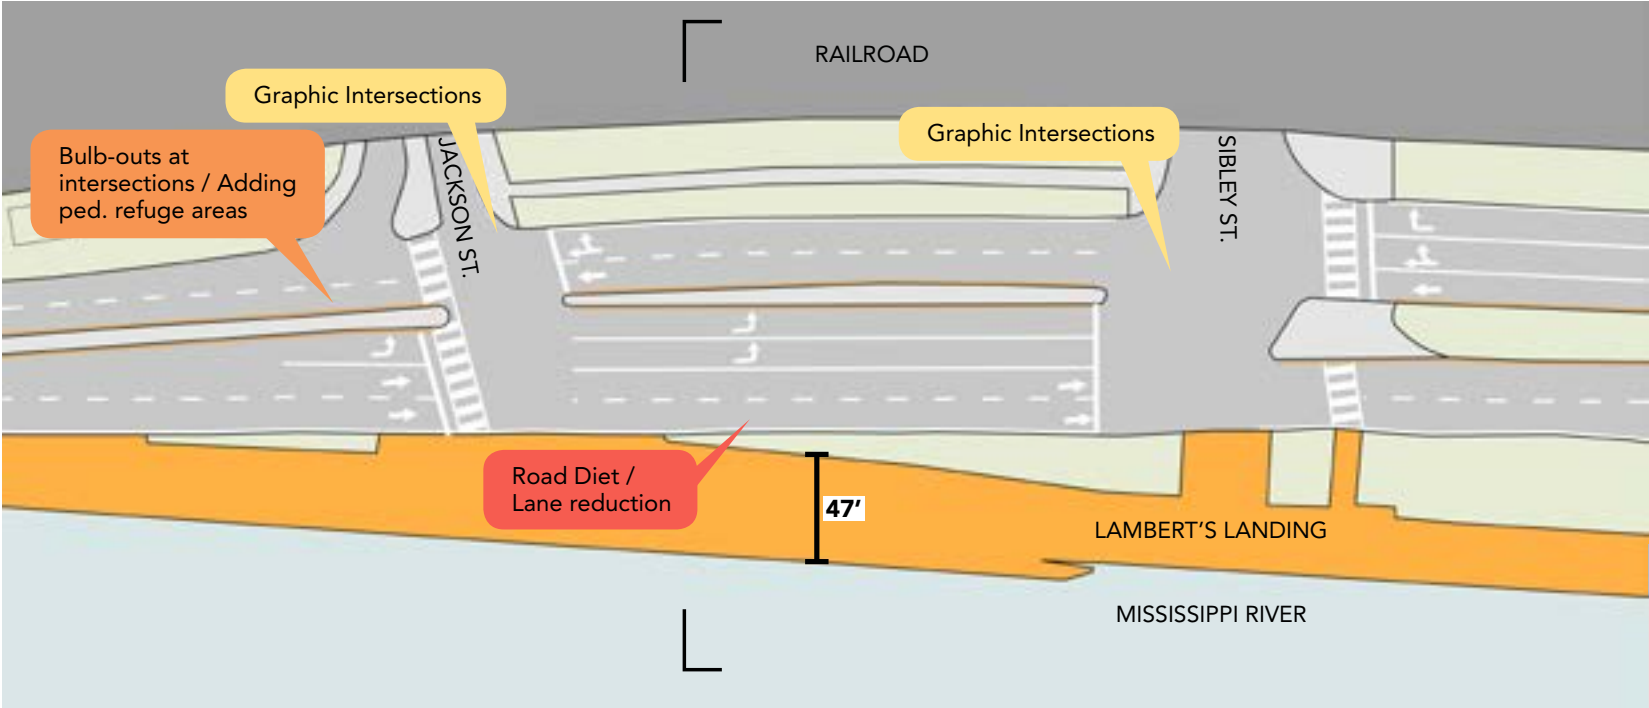 RAILROAD
Graphic Intersections
Graphic Intersections
Bulb-outs at
intersections / Adding
ped. refuge areas
JACKSON ST.
SIBLEY ST.
Road Diet /
Lane reduction
47'
LAMBERT'S LANDING
MISSISSIPPI RIVER